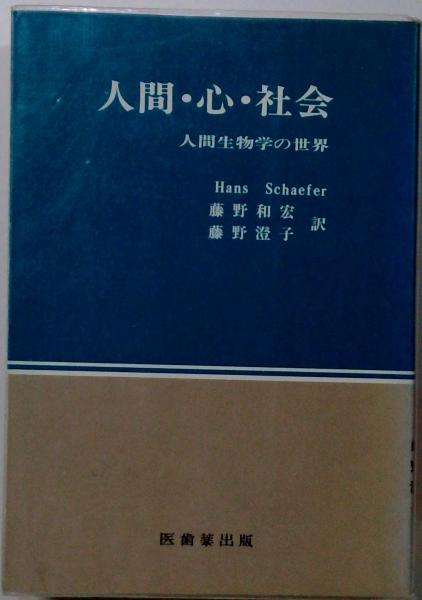 人間・心・社会
人間生物学の世界
Hans Schaefer
藤野和宏
藤野澄子
訳
医歯薬出版